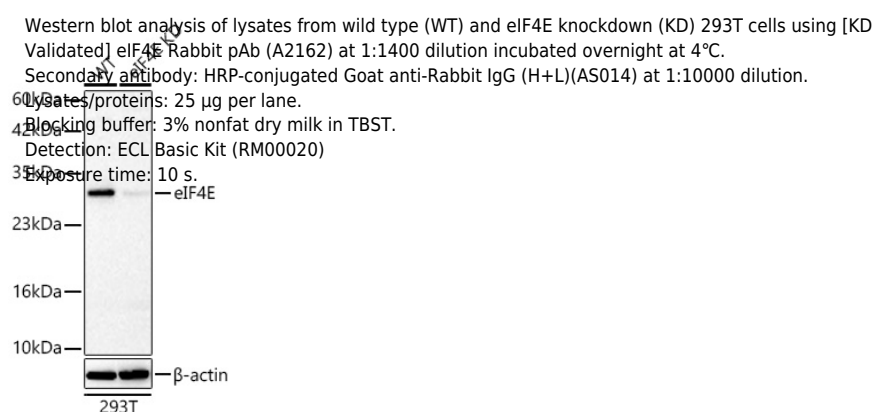 Western blot analysis of lysates from wild type (WT) and eIF4E knockdown (KD) 293T cells using [KD
Validated] eIF4E Rabbit pAb (A2162) at 1:1400 dilution incubated overnight at 4℃.
Secondary antibody: HRP-conjugated Goat anti-Rabbit IgG (H+L)(AS014) at 1:10000 dilution.
Lysates/proteins: 25 μg per lane.
Blocking buffer: 3% nonfat dry milk in TBST.
Detection: ECL Basic Kit (RM00020)
Exposure time: 10 s.
WT
eIF4E KD
60kDa
42kDa
35kDa
eIF4E
23kDa
16kDa
10kDa
β-actin
293T